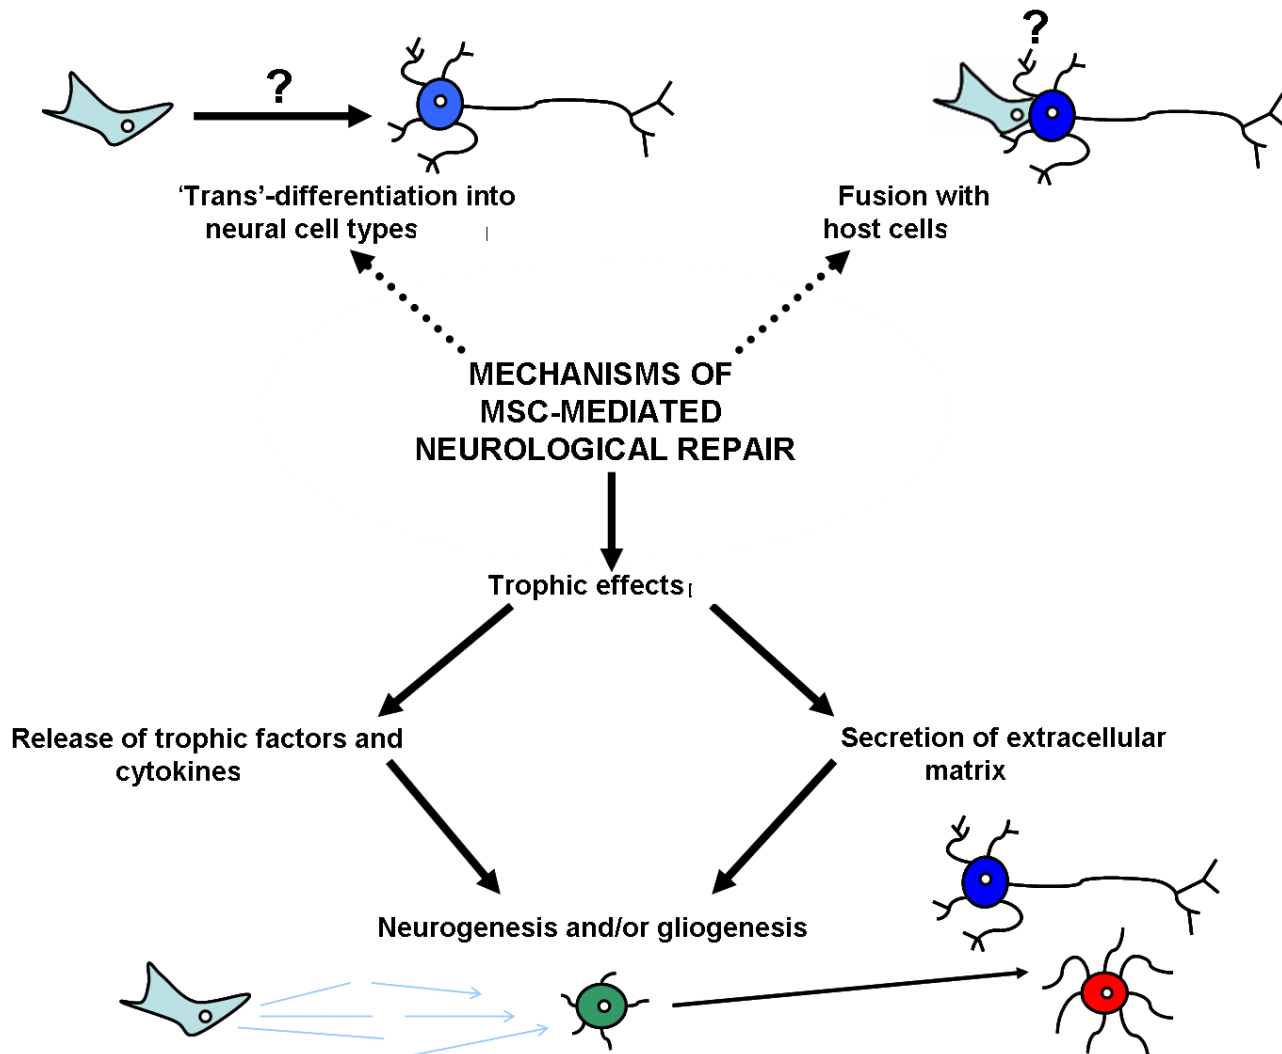 ?
?
‘Trans’-differentiation into
neural cell types
Fusion with
host cells
MECHANISMS OF
MSC-MEDIATED
NEUROLOGICAL REPAIR
Trophic effects
Release of trophic factors and
cytokines
Secretion of extracellular
matrix
Neurogenesis and/or gliogenesis